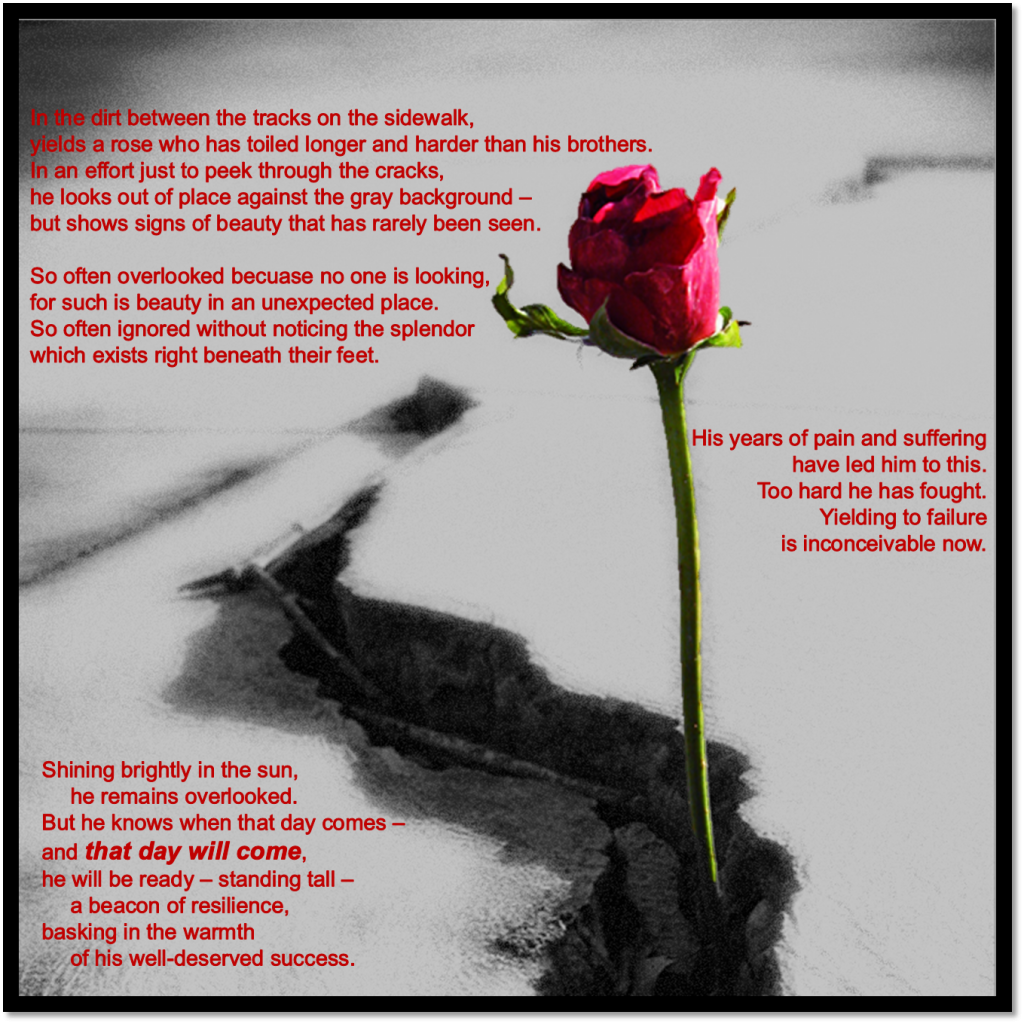 In the dirt between the tracks on the sidewalk,
yields a rose who has toiled longer and harder than his brothers.
In an effort just to peek through the cracks,
he looks out of place against the gray background –
but shows signs of beauty that has rarely been seen.
So often overlooked becuase no one is looking,
for such is beauty in an unexpected place.
So often ignored without noticing the splendor
which exists right beneath their feet.
His years of pain and suffering
have led him to this.
Too hard he has fought.
Yielding to failure
is inconceivable now.
Shining brightly in the sun,
he remains overlooked.
But he knows when that day comes –
and that day will come,
he will be ready – standing tall –
a beacon of resilience,
basking in the warmth
of his well-deserved success.